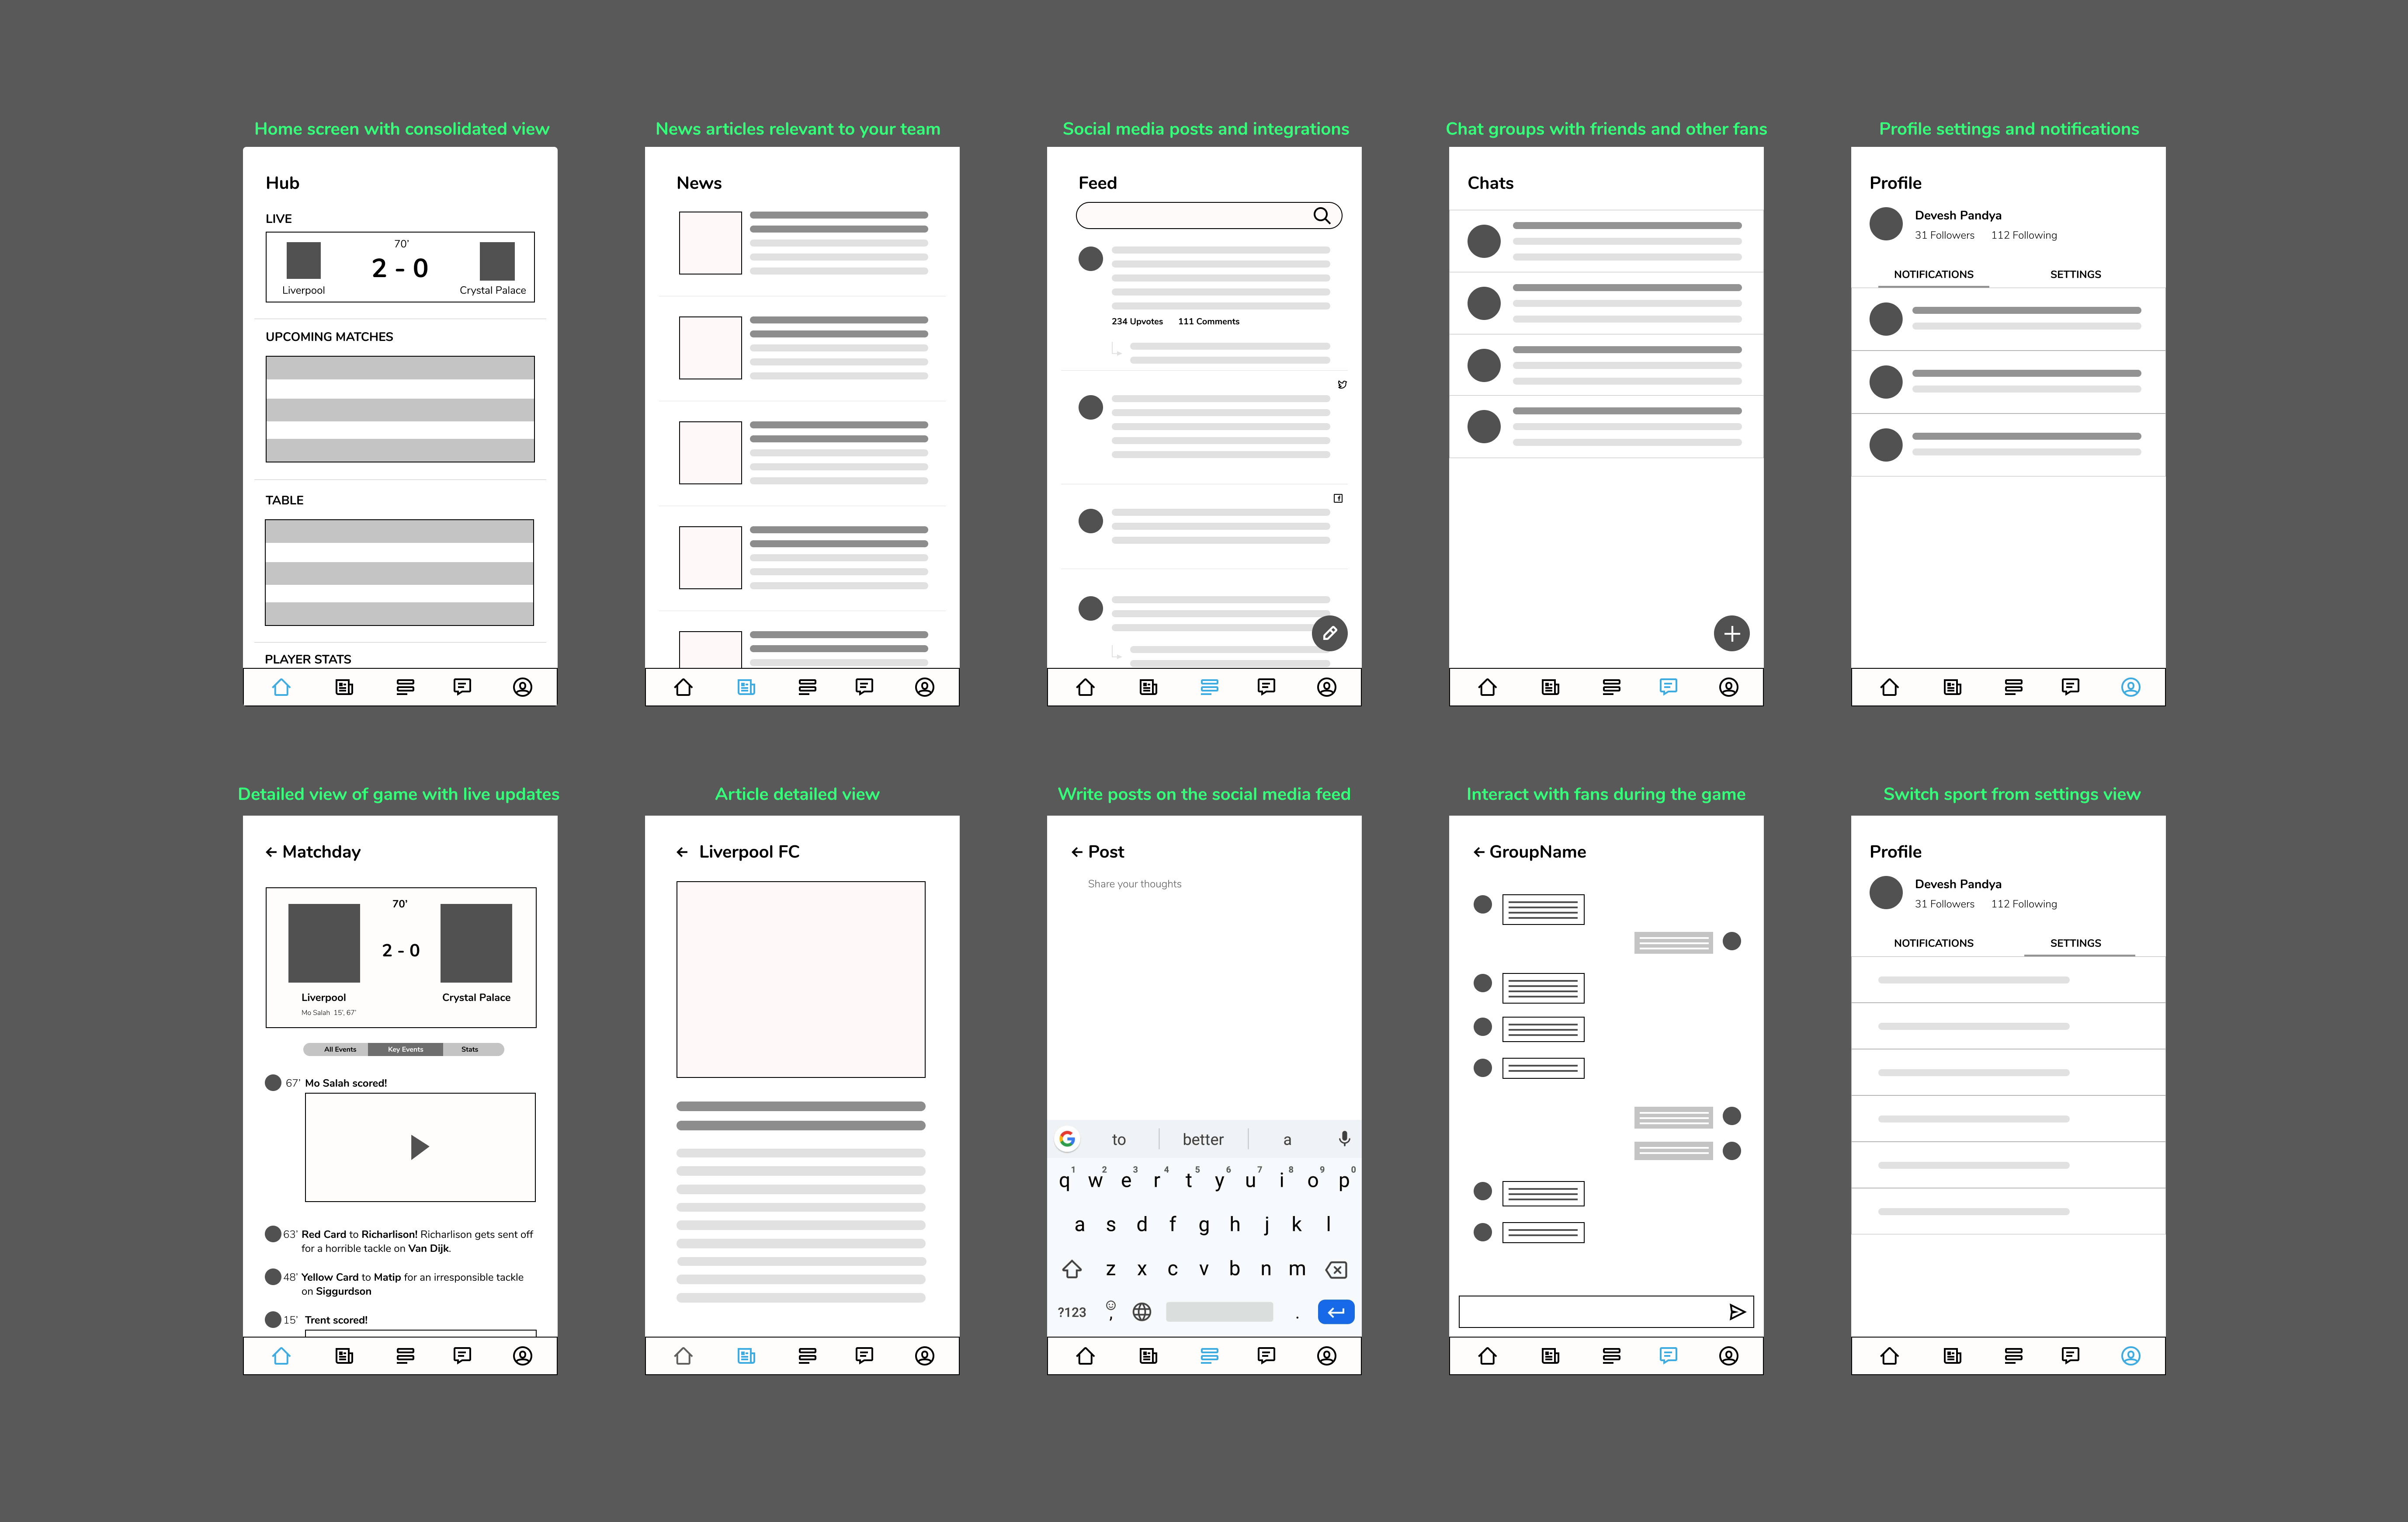 Home screen with consolidated view
Hub
LIVE
70'
2 - 0
Liverpool
Crystal Palace
UPCOMING MATCHES
TABLE
PLAYER STATS
News articles relevant to your team
News
Social media posts and integrations
Feed
234 Upvotes 111 Comments
Chat groups with friends and other fans
Chats
Profile settings and notifications
Profile
Devesh Pandya
31 Followers 112 Following
NOTIFICATIONS SETTINGS
Detailed view of game with live updates
Matchday
70'
2 - 0
Liverpool
Crystal Palace
Mo Salah 15', 67'
All Events Key Events Stats
67' Mo Salah scored!
63' Red Card to Richarlison! Richarlison gets sent off
for a horrible tackle on Van Dijk.
48' Yellow Card to Matip for an irresponsible tackle
on Siggurdson
15' Trent scored!
Article detailed view
Liverpool FC
Write posts on the social media feed
Post
Share your thoughts
G to better a
1 2 3 4 5 6 7 8 9 0
q w e r t y u i o p
a s d f g h j k l
z x c v b n m
?123 , .
Interact with fans during the game
GroupName
Switch sport from settings view
Profile
Devesh Pandya
31 Followers 112 Following
NOTIFICATIONS SETTINGS